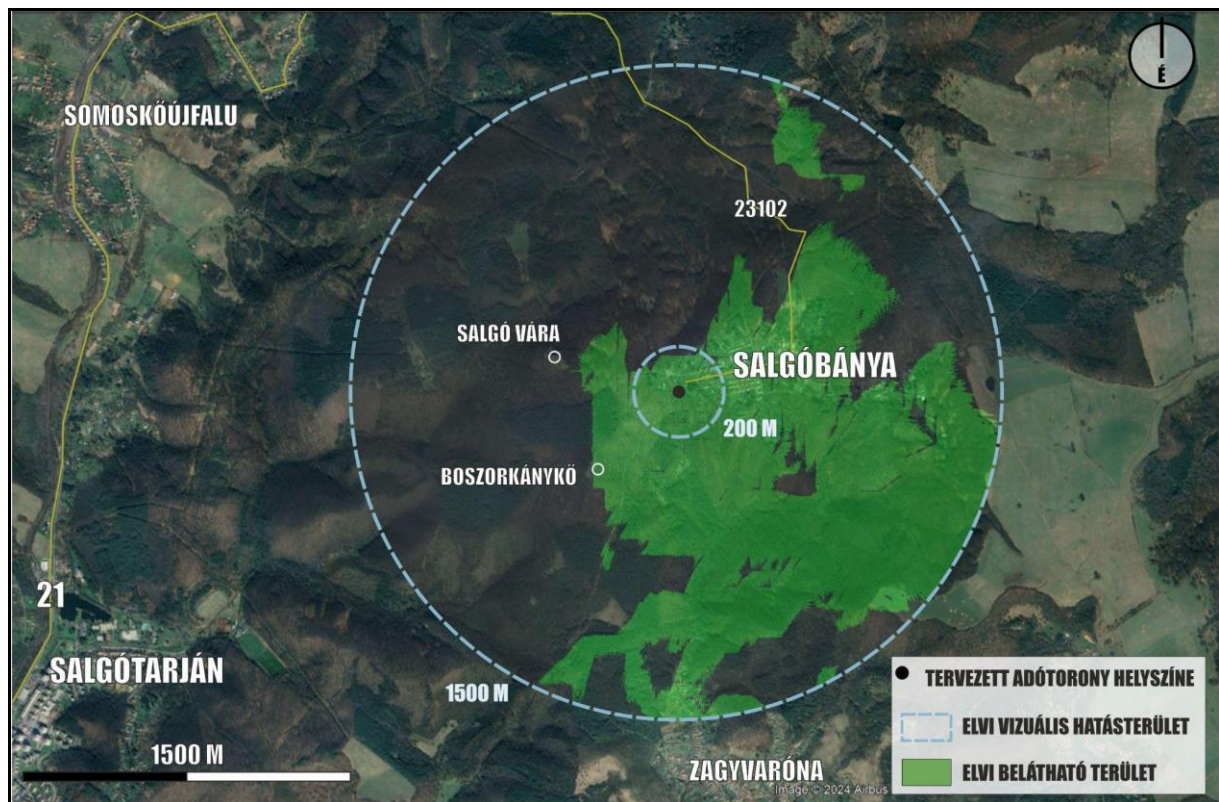 É
SOMOSKŐÚJFALU
23102
SALGÓ VÁRA
SALGÓBÁNYA
200 M
BOSZORKÁNYKŐ
21
SALGÓTARJÁN
1500 M
1500 M
ZAGYVARÓNA
Image © 2024 Airbus
TERVEZETT ADÓTORONY HELYSZÍNE
ELVI VIZUÁLIS HATÁSTERÜLET
ELVI BELÁTHATÓ TERÜLET